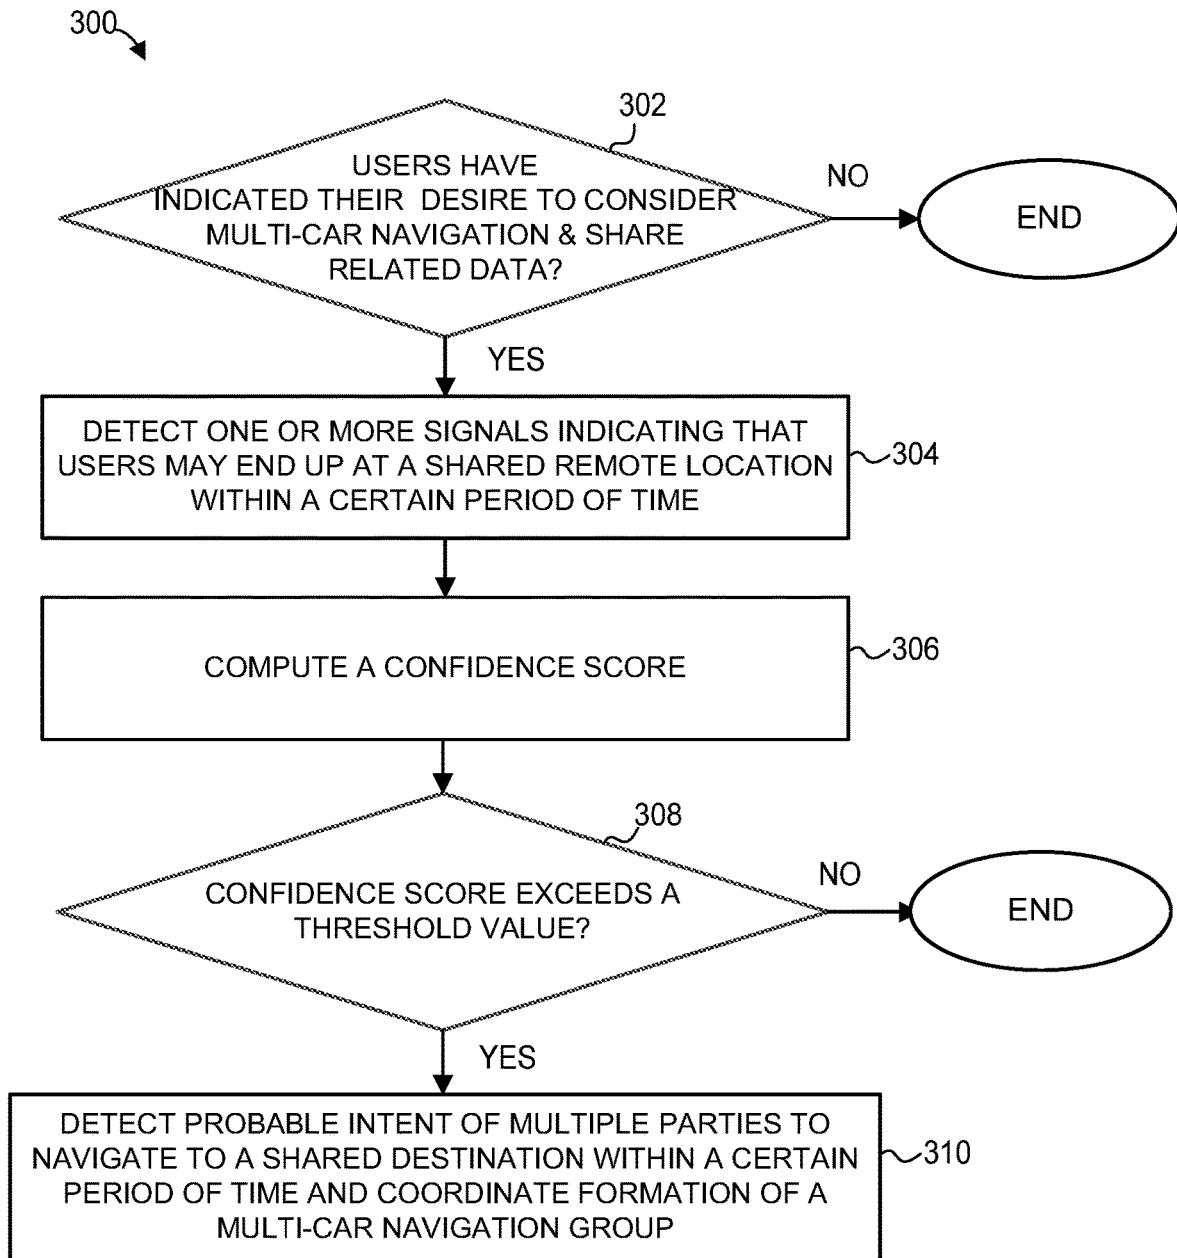 300
302
USERS HAVE
INDICATED THEIR DESIRE TO CONSIDER
MULTI-CAR NAVIGATION & SHARE
RELATED DATA?
NO
END
YES
DETECT ONE OR MORE SIGNALS INDICATING THAT
USERS MAY END UP AT A SHARED REMOTE LOCATION
WITHIN A CERTAIN PERIOD OF TIME
304
COMPUTE A CONFIDENCE SCORE
306
308
CONFIDENCE SCORE EXCEEDS A
THRESHOLD VALUE?
NO
END
YES
DETECT PROBABLE INTENT OF MULTIPLE PARTIES TO
NAVIGATE TO A SHARED DESTINATION WITHIN A CERTAIN
PERIOD OF TIME AND COORDINATE FORMATION OF A
MULTI-CAR NAVIGATION GROUP
310